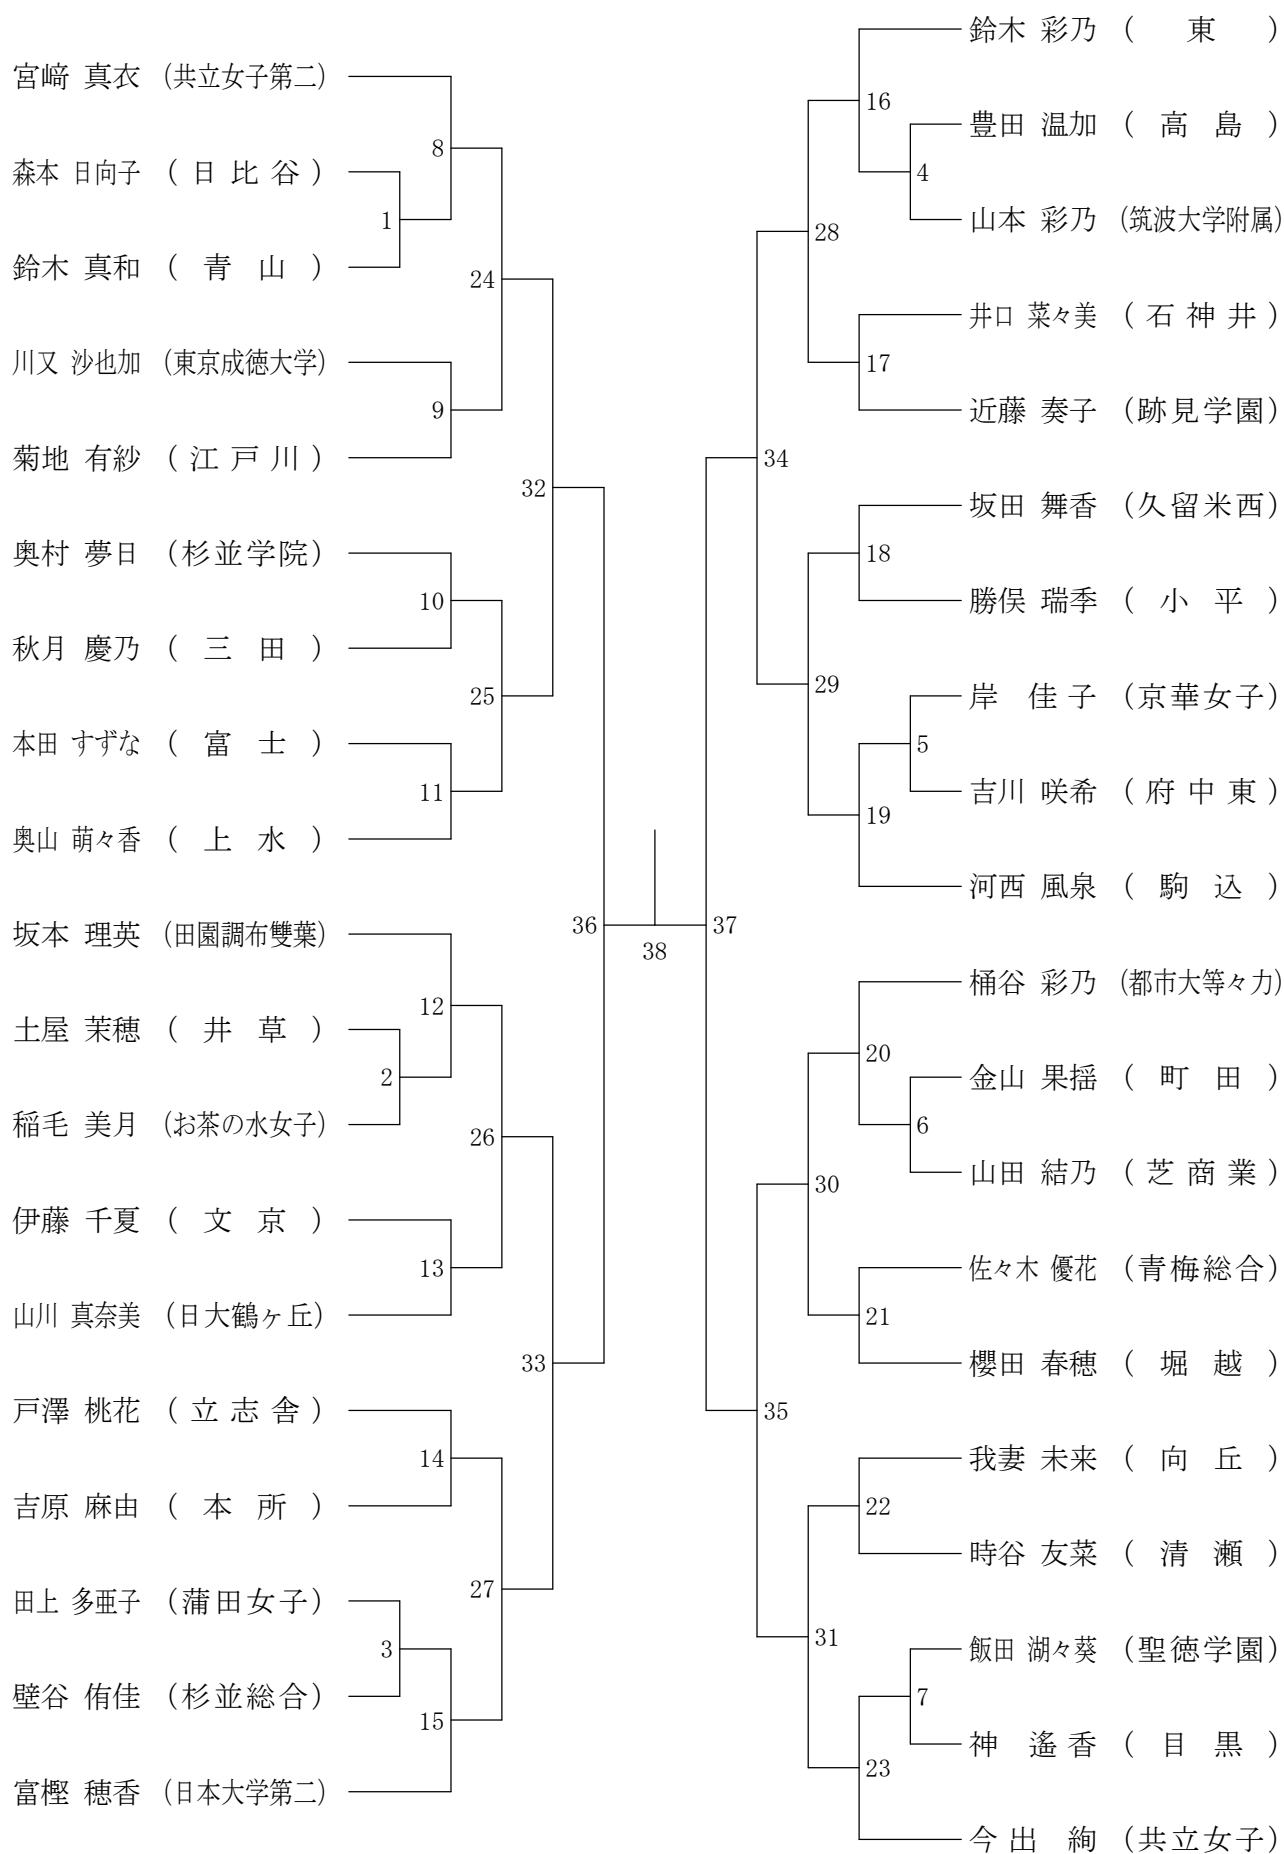 宮﨑 真衣 (共立女子第二)
森本 日向子 (日比谷)
鈴木 真和 (青山)
川又 沙也加 (東京成徳大学)
菊地 有紗 (江戸川)
奥村 夢日 (杉並学院)
秋月 慶乃 (三田)
本田 すずな (富士)
奥山 萌々香 (上水)
坂本 理英 (田園調布雙葉)
土屋 茉穂 (井草)
稲毛 美月 (お茶の水女子)
伊藤 千夏 (文京)
山川 真奈美 (日大鶴ヶ丘)
戸澤 桃花 (立志舎)
吉原 麻由 (本所)
田上 多亜子 (蒲田女子)
壁谷 侑佳 (杉並総合)
富樫 穂香 (日本大学第二)
1
2
3
8
9
10
11
12
13
14
15
24
25
26
27
32
33
36
38
37
34
35
28
29
30
31
16
17
18
19
20
21
22
23
4
5
6
7
鈴木 彩乃 (東)
豊田 温加 (高島)
山本 彩乃 (筑波大学附属)
井口 菜々美 (石神井)
近藤 奏子 (跡見学園)
坂田 舞香 (久留米西)
勝俣 瑞季 (小平)
岸 佳子 (京華女子)
吉川 咲希 (府中東)
河西 風泉 (駒込)
桶谷 彩乃 (都市大等々力)
金山 果揺 (町田)
山田 結乃 (芝商業)
佐々木 優花 (青梅総合)
櫻田 春穂 (堀越)
我妻 未来 (向丘)
時谷 友菜 (清瀬)
飯田 湖々葵 (聖徳学園)
神 遙香 (目黒)
今出 絢 (共立女子)